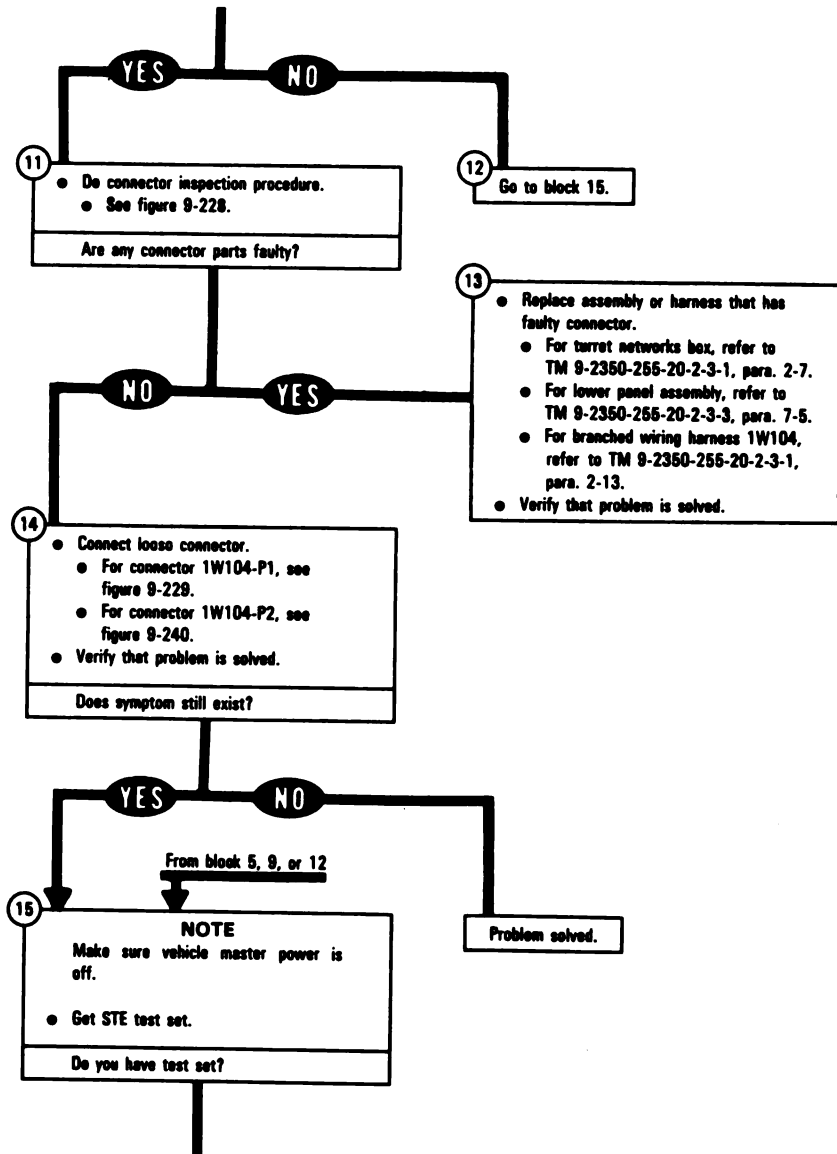 YES
NO
11
● Do connector inspection procedure.
● See figure 9-228.
Are any connector parts faulty?
12
Go to block 15.
NO
YES
13
● Replace assembly or harness that has
faulty connector.
● For turret networks box, refer to
TM 9-2350-255-20-2-3-1, para. 2-7.
● For lower panel assembly, refer to
TM 9-2350-255-20-2-3-3, para. 7-5.
● For branched wiring harness 1W104,
refer to TM 9-2350-255-20-2-3-1,
para. 2-13.
● Verify that problem is solved.
14
● Connect loose connector.
● For connector 1W104-P1, see
figure 9-229.
● For connector 1W104-P2, see
figure 9-240.
● Verify that problem is solved.
Does symptom still exist?
YES
NO
From block 5, 9, or 12
15
NOTE
Make sure vehicle master power is
off.
● Get STE test set.
Do you have test set?
Problem solved.